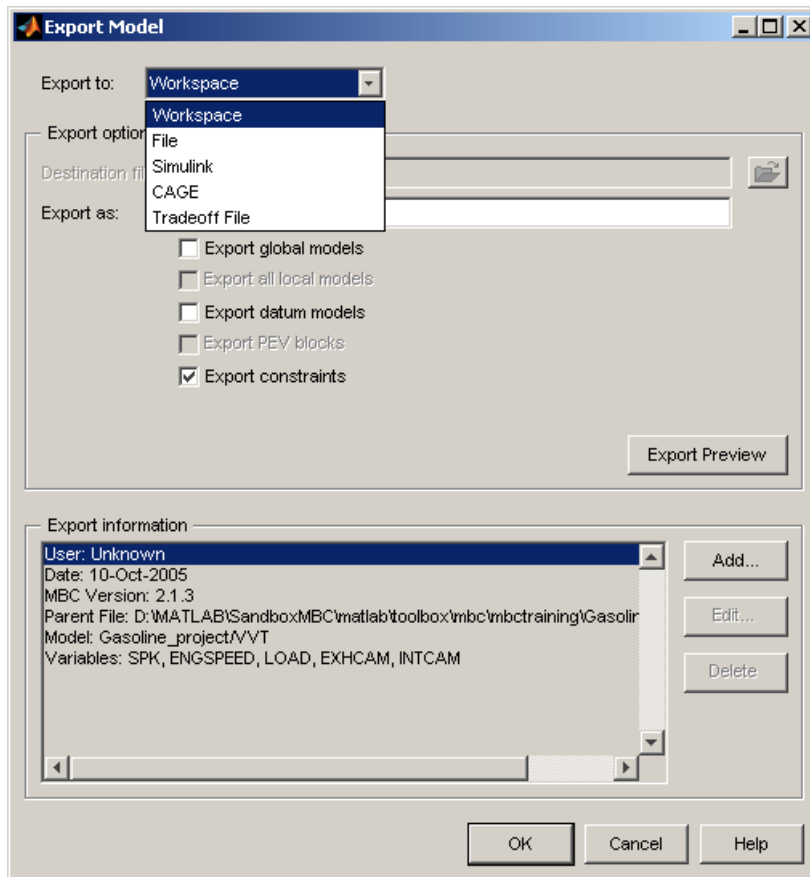 Export Model
Export to: Workspace
Workspace
File
Simulink
CAGE
Tradeoff File
Export option
Destination fil
Export as:
Export global models
Export all local models
Export datum models
Export PEV blocks
Export constraints
Export Preview
Export information
User: Unknown
Date: 10-Oct-2005
MBC Version: 2.1.3
Parent File: D:\MATLAB\SandboxMBC\matlab\toolbox\mbc\mbctraining\Gasolin
Model: Gasoline_project/VVT
Variables: SPK, ENGSPEED, LOAD, EXHCAM, INTCAM
Add...
Edit...
Delete
OK Cancel Help